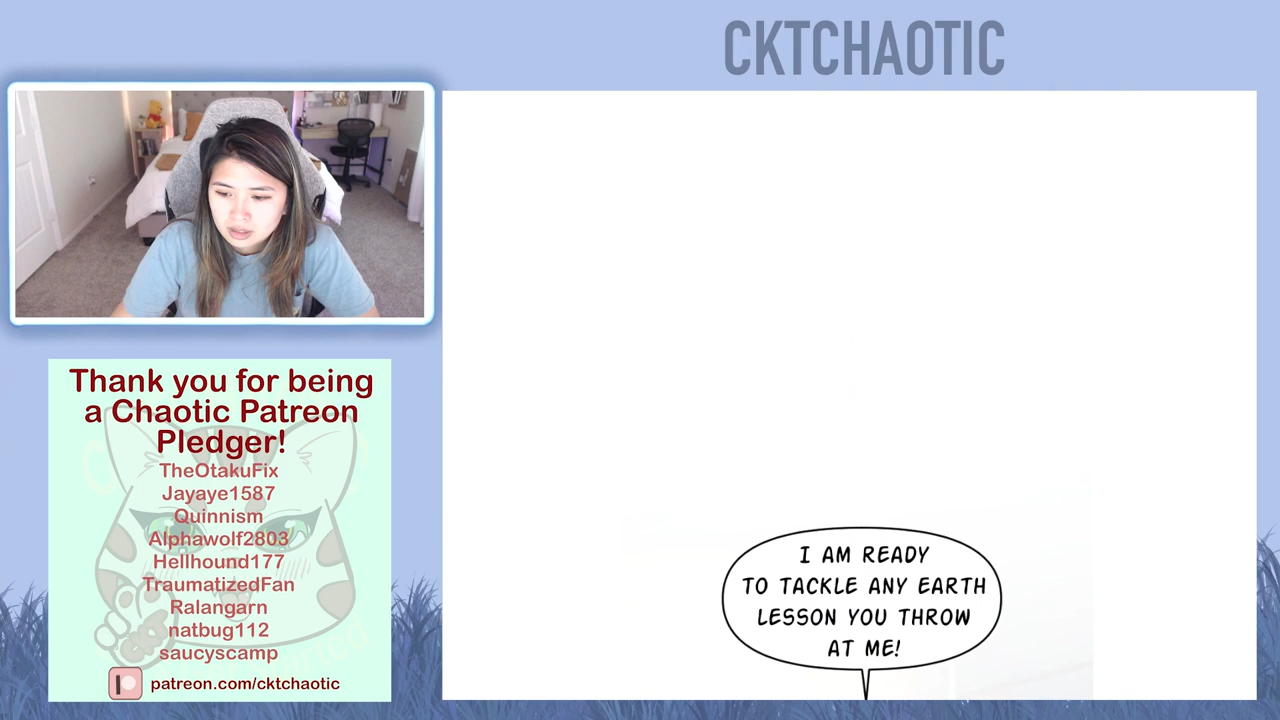 CKTCHAOTIC
Thank you for being
a Chaotic Patreon
Pledger!
TheOtakuFix
Jayaye1587
Quinnism
Alphawolf2803
Hellhound177
TraumatizedFan
Ralangarn
natbug112
saucyscamp
patreon.com/cktchaotic
I AM READY
TO TACKLE ANY EARTH
LESSON YOU THROW
AT ME!